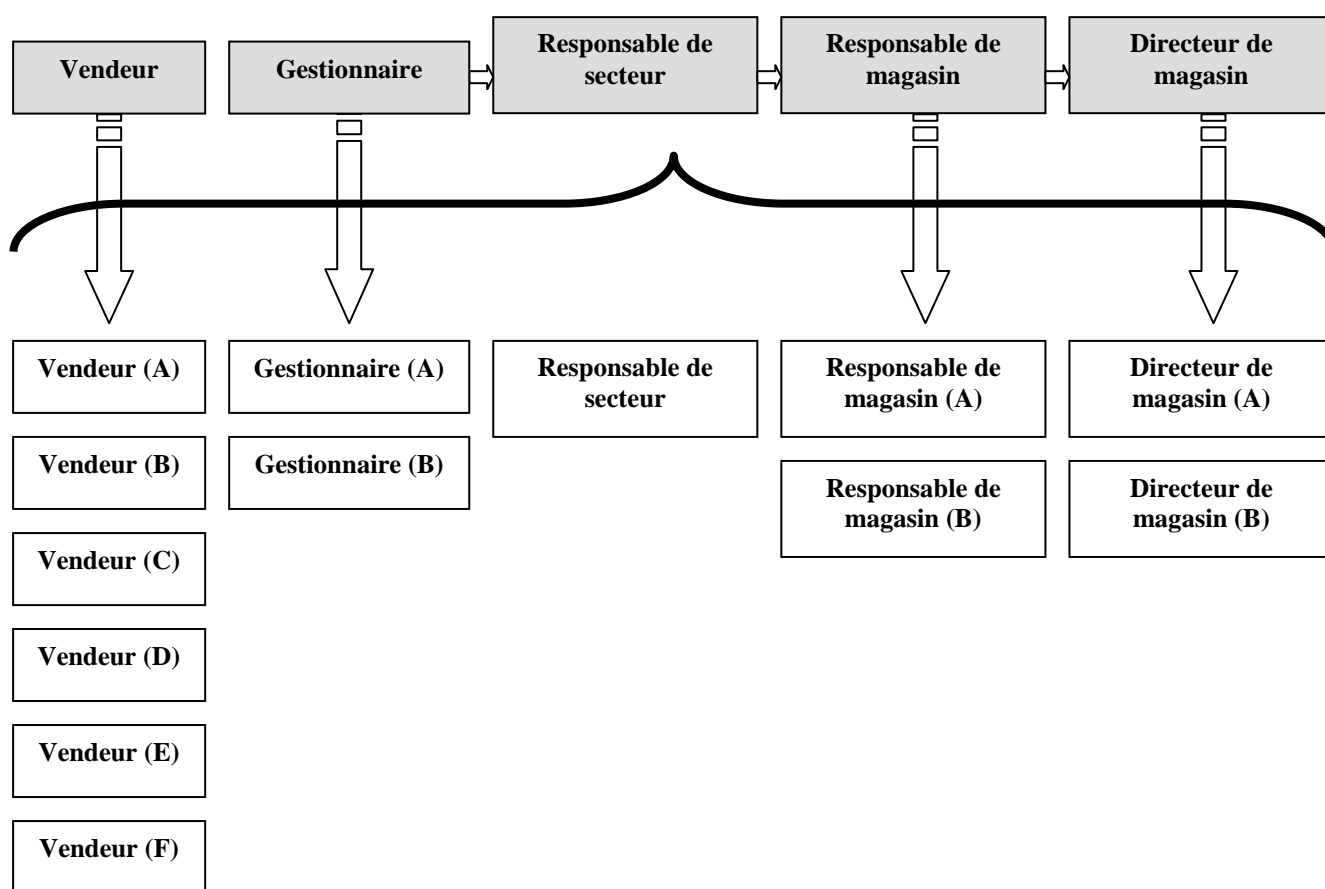 Vendeur
Gestionnaire
Responsable de
secteur
Responsable de
magasin
Directeur de
magasin
Vendeur (A)
Gestionnaire (A)
Responsable de
secteur
Responsable de
magasin (A)
Directeur de
magasin (A)
Vendeur (B)
Gestionnaire (B)
Responsable de
magasin (B)
Directeur de
magasin (B)
Vendeur (C)
Vendeur (D)
Vendeur (E)
Vendeur (F)